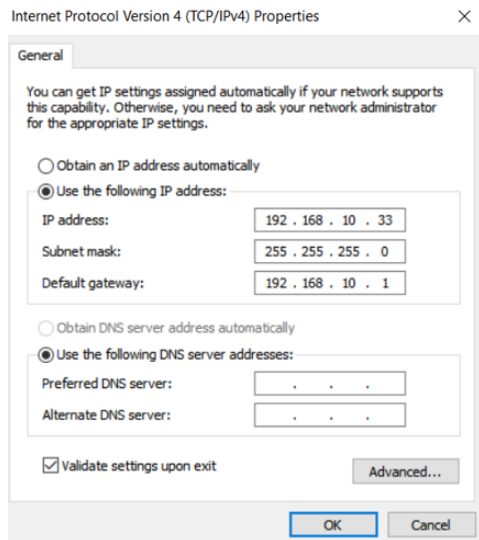 Internet Protocol Version 4 (TCP/IPv4) Properties
General
You can get IP settings assigned automatically if your network supports
this capability. Otherwise, you need to ask your network administrator
for the appropriate IP settings.
Obtain an IP address automatically
Use the following IP address:
IP address: 192 . 168 . 10 . 33
Subnet mask: 255 . 255 . 255 . 0
Default gateway: 192 . 168 . 10 . 1
Obtain DNS server address automatically
Use the following DNS server addresses:
Preferred DNS server: . . .
Alternate DNS server: . . .
Validate settings upon exit
Advanced...
OK Cancel